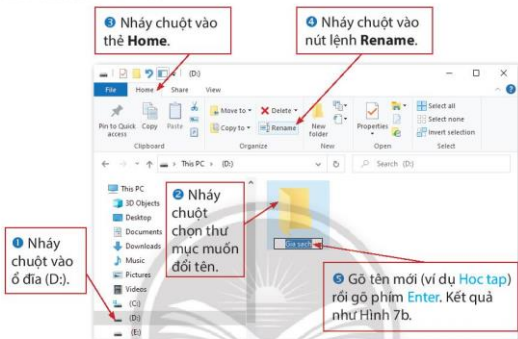 ❸ Nháy chuột vào
thẻ Home.
❹ Nháy chuột vào
nút lệnh Rename.
(D:)
File Home Share View
Pin to Quick access Copy Paste
Move to Copy to Delete Rename
New folder
Properties Open
Select all
Select none
Invert selection
Clipboard Organize New Open Select
This PC > (D:)
Search (D:)
This PC
3D Objects
Desktop
Documents
Downloads
Music
Pictures
Videos
(C:)
(D:)
(E:)
❷ Nháy
chuột
chọn thư
mục muốn
đổi tên.
Gia sach
❶ Nháy
chuột vào
ổ đĩa (D:).
❺ Gõ tên mới (ví dụ Hoc tap)
rồi gõ phím Enter. Kết quả
như Hình 7b.